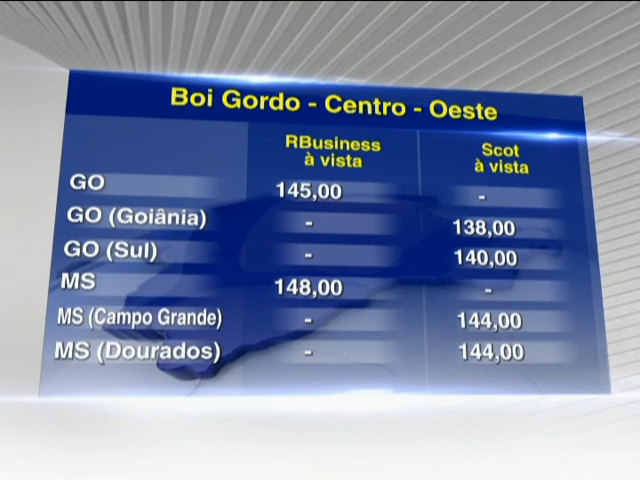 Boi Gordo - Centro - Oeste
RBusiness
à vista
Scot
à vista
GO 145,00 -
GO (Goiânia) - 138,00
GO (Sul) - 140,00
MS 148,00 -
MS (Campo Grande) - 144,00
MS (Dourados) - 144,00